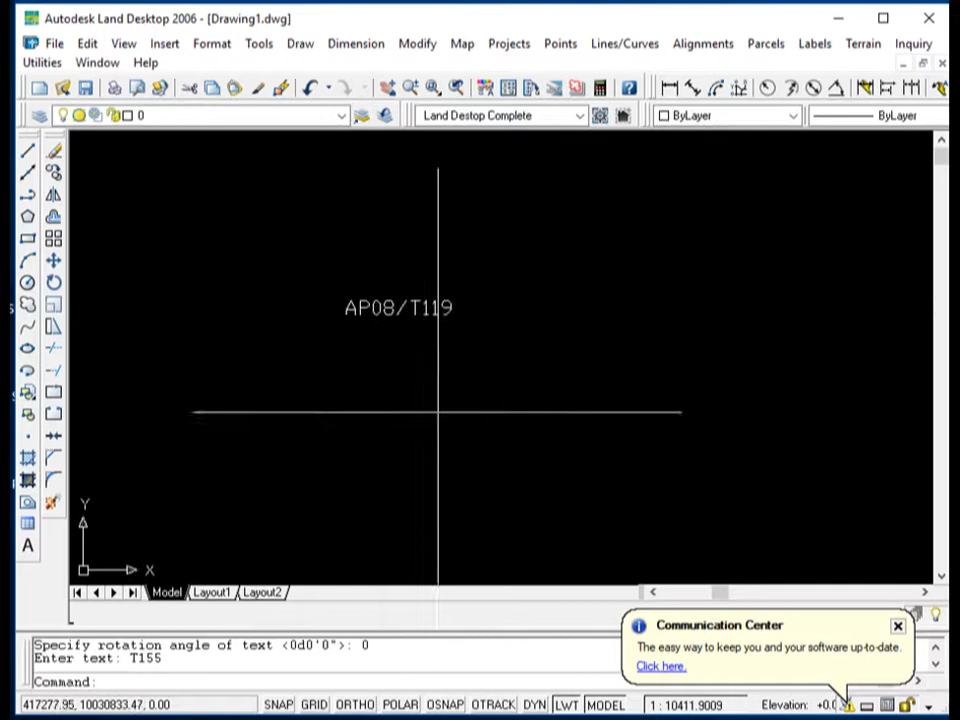 Autodesk Land Desktop 2006 - [Drawing1.dwg]
File Edit View Insert Format Tools Draw Dimension Modify Map Projects Points Lines/Curves Alignments Parcels Labels Terrain Inquiry
Utilities Window Help
0 Land Destop Complete ByLayer ByLayer
AP08/T119
Y
X
A
Model Layout1 Layout2
Specify rotation angle of text <0d0'0">: 0
Enter text: T155
Command:
Communication Center
The easy way to keep you and your software up-to-date.
Click here.
417277.95, 10030833.47, 0.00 SNAP GRID ORTHO POLAR OSNAP OTRACK DYN LWT MODEL 1 : 10411.9009 Elevation: +0.0